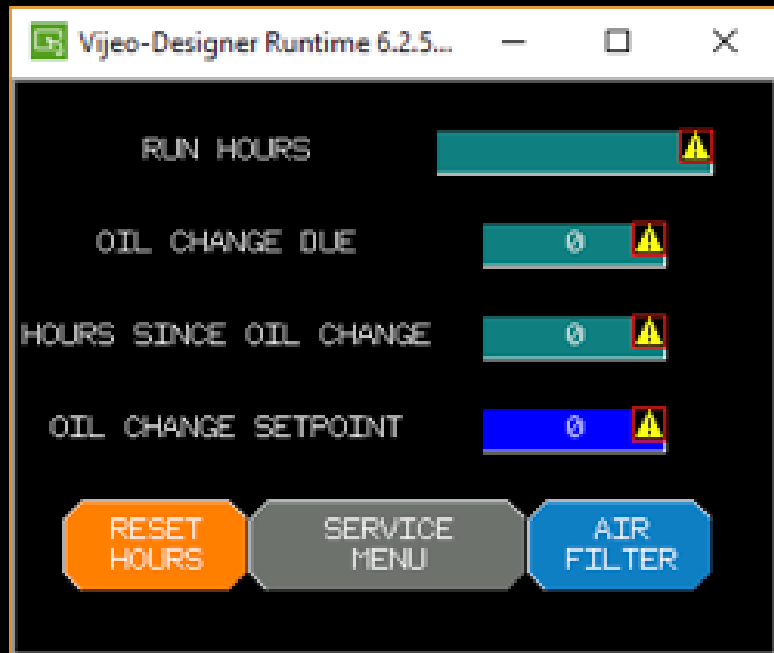 Vijeo-Designer Runtime 6.2.5...
RUN HOURS
OIL CHANGE DUE 0
HOURS SINCE OIL CHANGE 0
OIL CHANGE SETPOINT 0
RESET
HOURS
SERVICE
MENU
AIR
FILTER